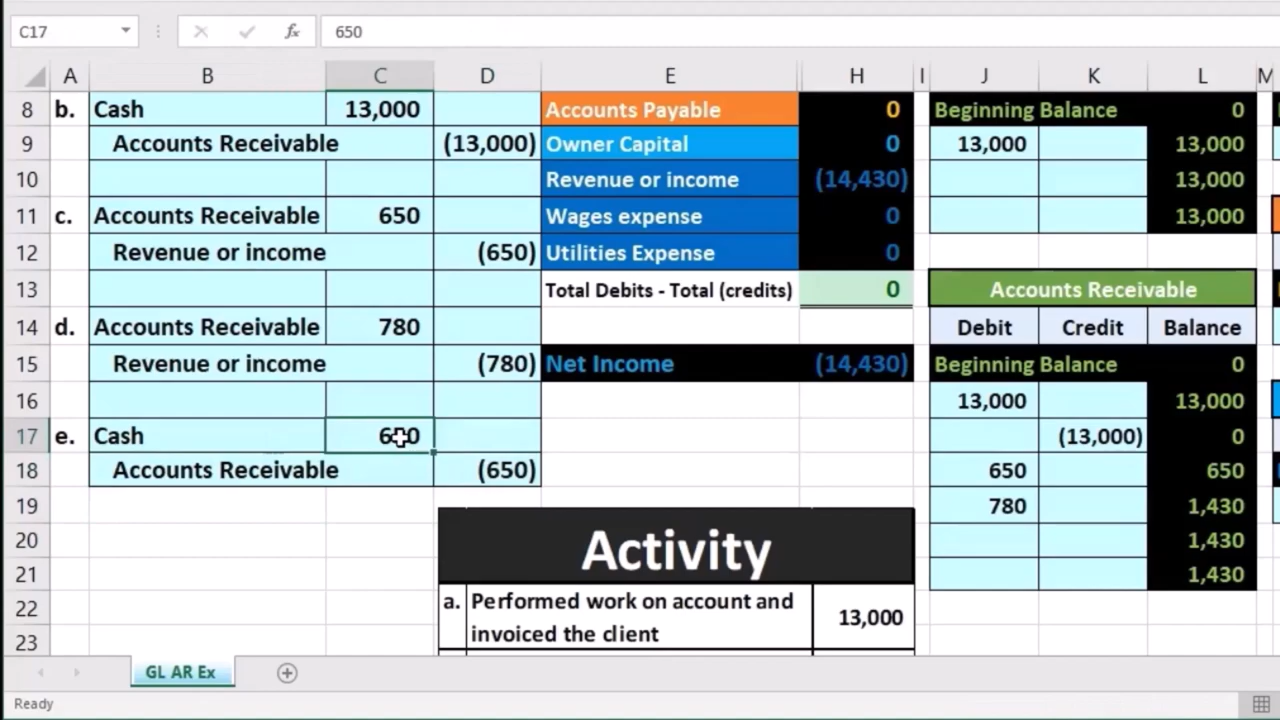 C17 fx 650
A B C D E H I J K L M
8 b. Cash 13,000 Accounts Payable 0 Beginning Balance 0
9 Accounts Receivable (13,000) Owner Capital 0 13,000 13,000
10 Revenue or income (14,430) 13,000
11 c. Accounts Receivable 650 Wages expense 0 13,000
12 Revenue or income (650) Utilities Expense 0
13 Total Debits - Total (credits) 0 Accounts Receivable
14 d. Accounts Receivable 780 Debit Credit Balance
15 Revenue or income (780) Net Income (14,430) Beginning Balance 0
16 13,000 13,000
17 e. Cash (13,000) 0
18 Accounts Receivable (650) 650 650
19 780 1,430
20 1,430
21 1,430
Activity
22 a. Performed work on account and 13,000
23 invoiced the client
GL AR Ex
Ready